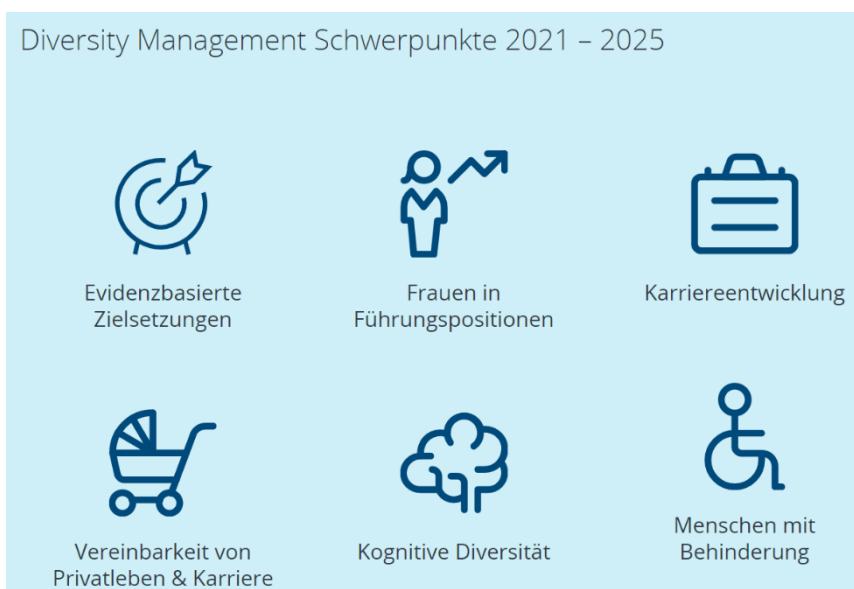 Diversity Management Schwerpunkte 2021 – 2025
Evidenzbasierte
Zielsetzungen
Frauen in
Führungspositionen
Karriereentwicklung
Vereinbarkeit von
Privatleben & Karriere
Kognitive Diversität
Menschen mit
Behinderung